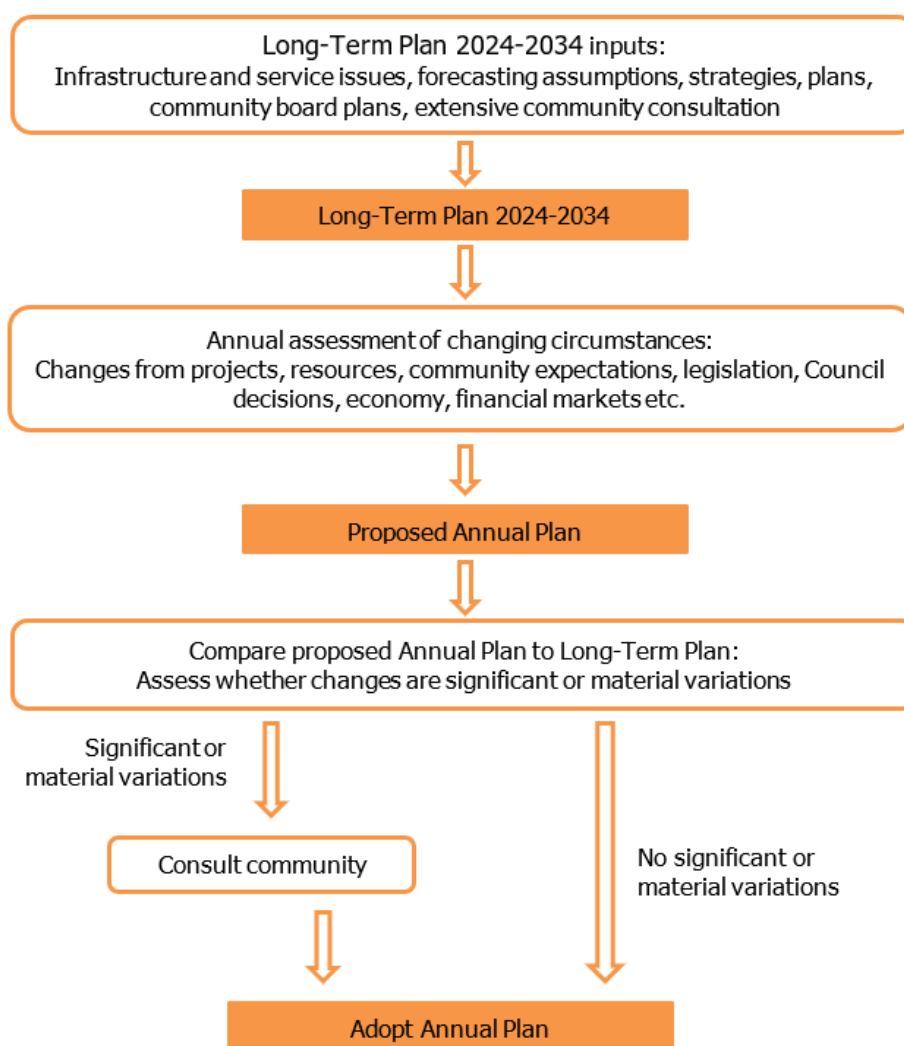 Long-Term Plan 2024-2034 inputs:
Infrastructure and service issues, forecasting assumptions, strategies, plans,
community board plans, extensive community consultation
Long-Term Plan 2024-2034
Annual assessment of changing circumstances:
Changes from projects, resources, community expectations, legislation, Council
decisions, economy, financial markets etc.
Proposed Annual Plan
Compare proposed Annual Plan to Long-Term Plan:
Assess whether changes are significant or material variations
Significant or
material variations
Consult community
No significant or
material variations
Adopt Annual Plan